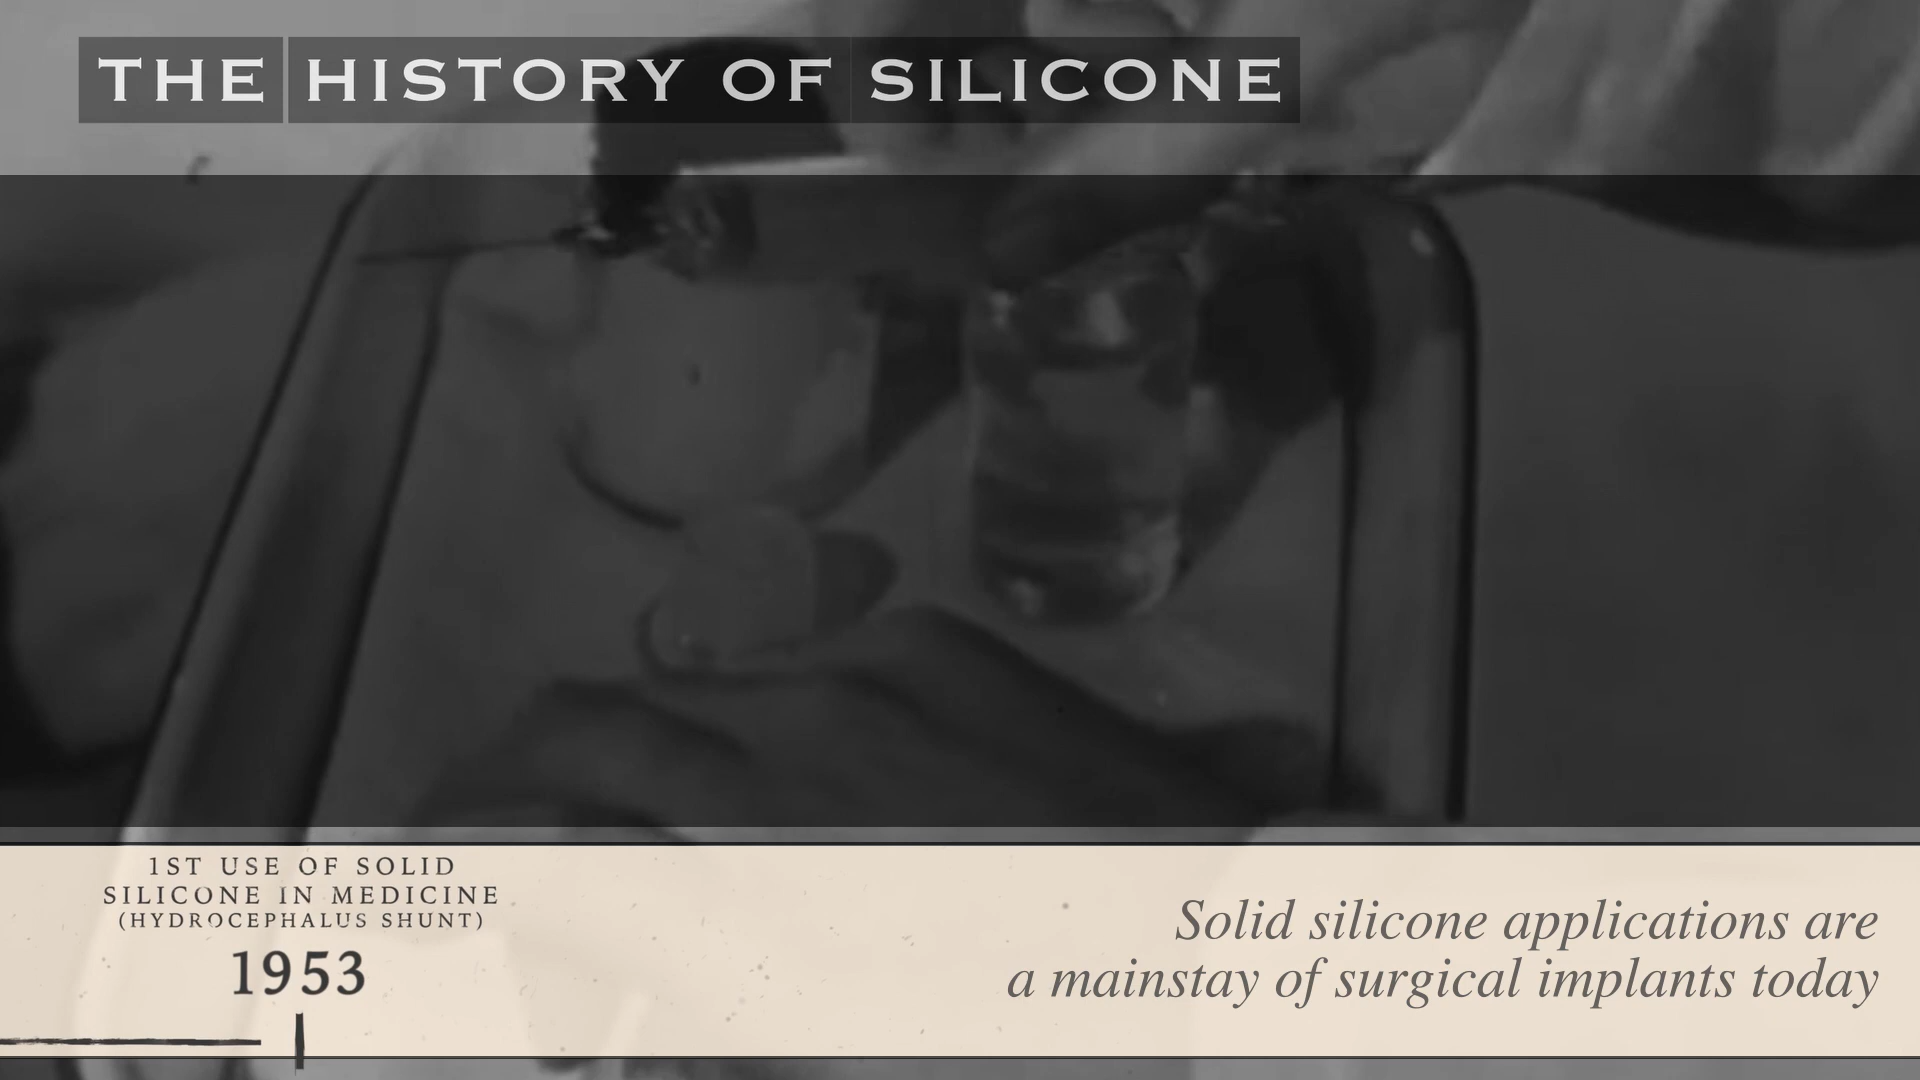 THE HISTORY OF SILICONE
1ST USE OF SOLID
SILICONE IN MEDICINE
(HYDROCEPHALUS SHUNT)
1953
Solid silicone applications are
a mainstay of surgical implants today